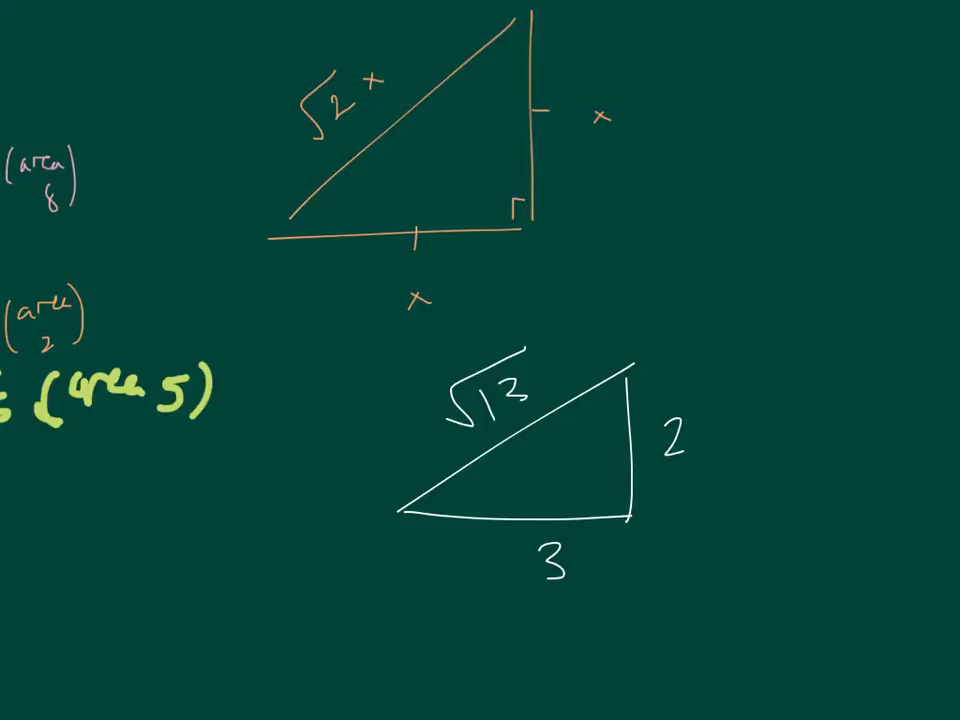 √2 x
x
(area
8)
x
(area
2)
(area 5)
√13
2
3